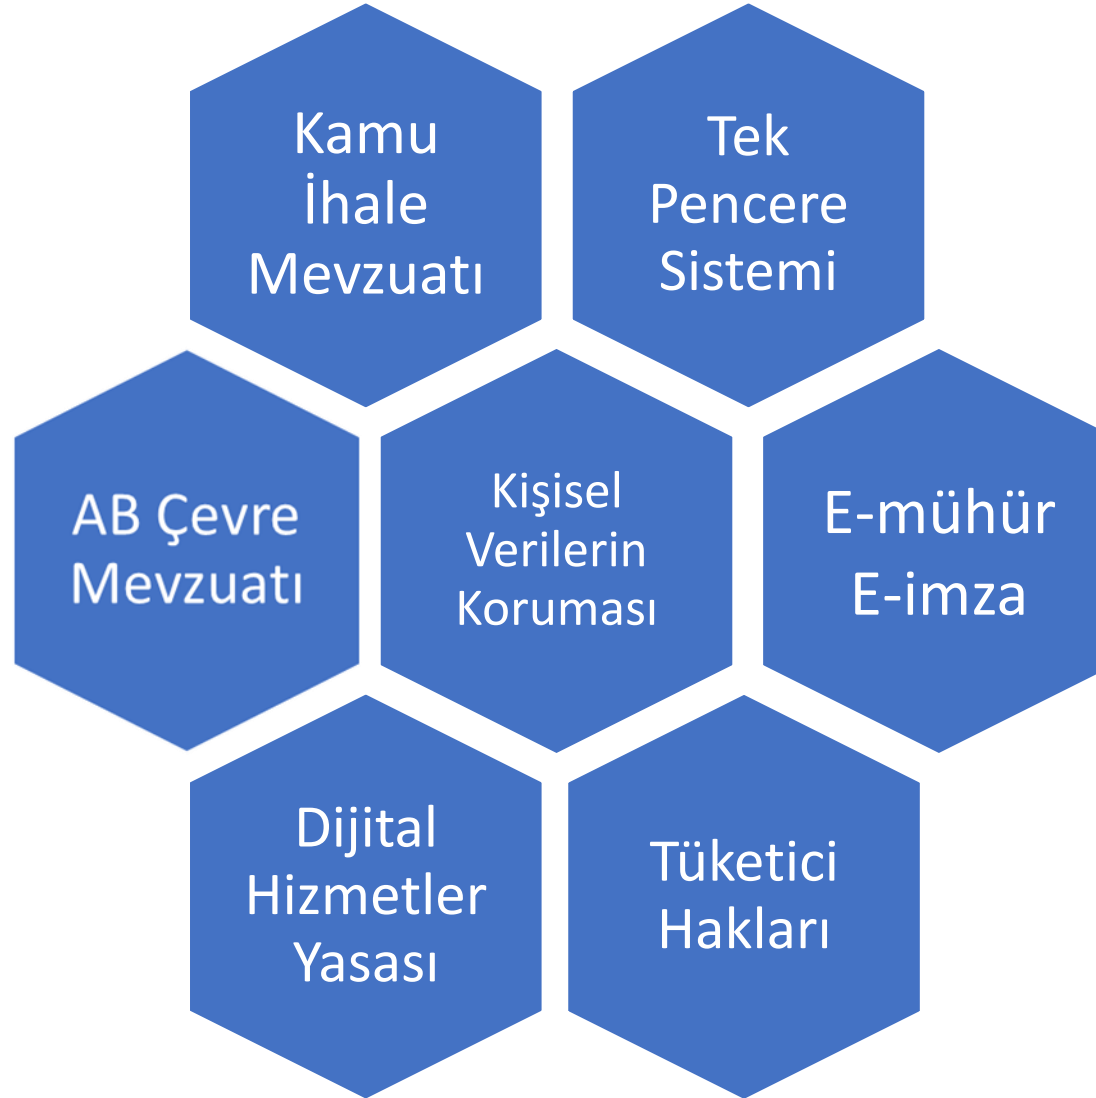 Kamu
İhale
Mevzuatı
Tek
Pencere
Sistemi
AB Çevre
Mevzuatı
Kişisel
Verilerin
Koruması
E-mühür
E-imza
Dijital
Hizmetler
Yasası
Tüketici
Hakları